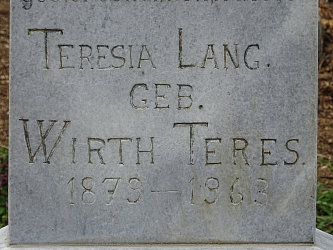 TERESIA LANG.
GEB.
WIRTH TERES.
1879—1963